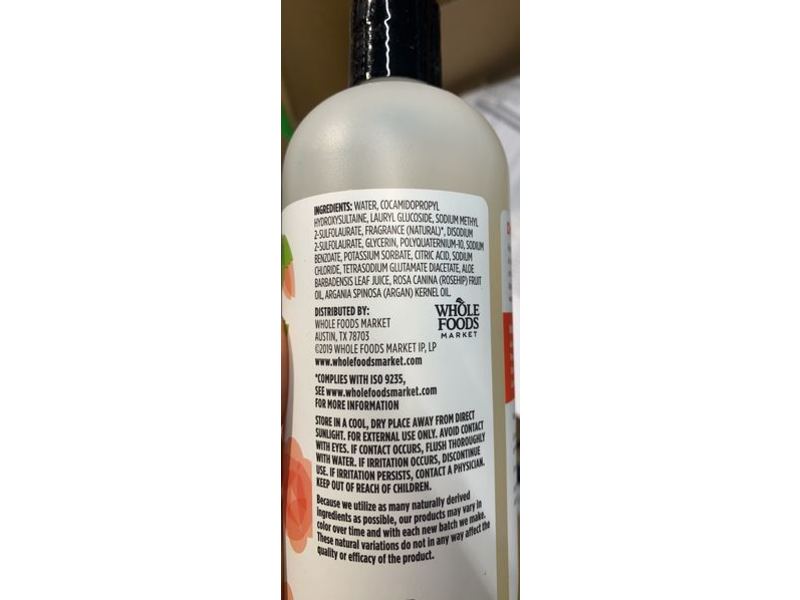 INGREDIENTS: WATER, COCAMIDOPROPYL
HYDROXYSULTAINE, LAURYL GLUCOSIDE, SODIUM METHYL
2-SULFOLAURATE, FRAGRANCE (NATURAL)*, DISODIUM
2-SULFOLAURATE, GLYCERIN, POLYQUATERNIUM-10, SODIUM
BENZOATE, POTASSIUM SORBATE, CITRIC ACID, SODIUM
CHLORIDE, TETRASODIUM GLUTAMATE DIACETATE, ALOE
BARBADENSIS LEAF JUICE, ROSA CANINA (ROSEHIP) FRUIT
OIL, ARGANIA SPINOSA (ARGAN) KERNEL OIL.
DISTRIBUTED BY:
WHOLE FOODS MARKET
AUSTIN, TX 78703
©2019 WHOLE FOODS MARKET IP, LP
www.wholefoodsmarket.com
WHOLE
FOODS
MARKET
*COMPLIES WITH ISO 9235,
SEE www.wholefoodsmarket.com
FOR MORE INFORMATION
STORE IN A COOL, DRY PLACE AWAY FROM DIRECT
SUNLIGHT. FOR EXTERNAL USE ONLY. AVOID CONTACT
WITH EYES. IF CONTACT OCCURS, FLUSH THOROUGHLY
WITH WATER. IF IRRITATION OCCURS, DISCONTINUE
USE. IF IRRITATION PERSISTS, CONTACT A PHYSICIAN.
KEEP OUT OF REACH OF CHILDREN.
Because we utilize as many naturally derived
ingredients as possible, our products may vary in
color over time and with each new batch we make.
These natural variations do not in any way affect the
quality or efficacy of the product.